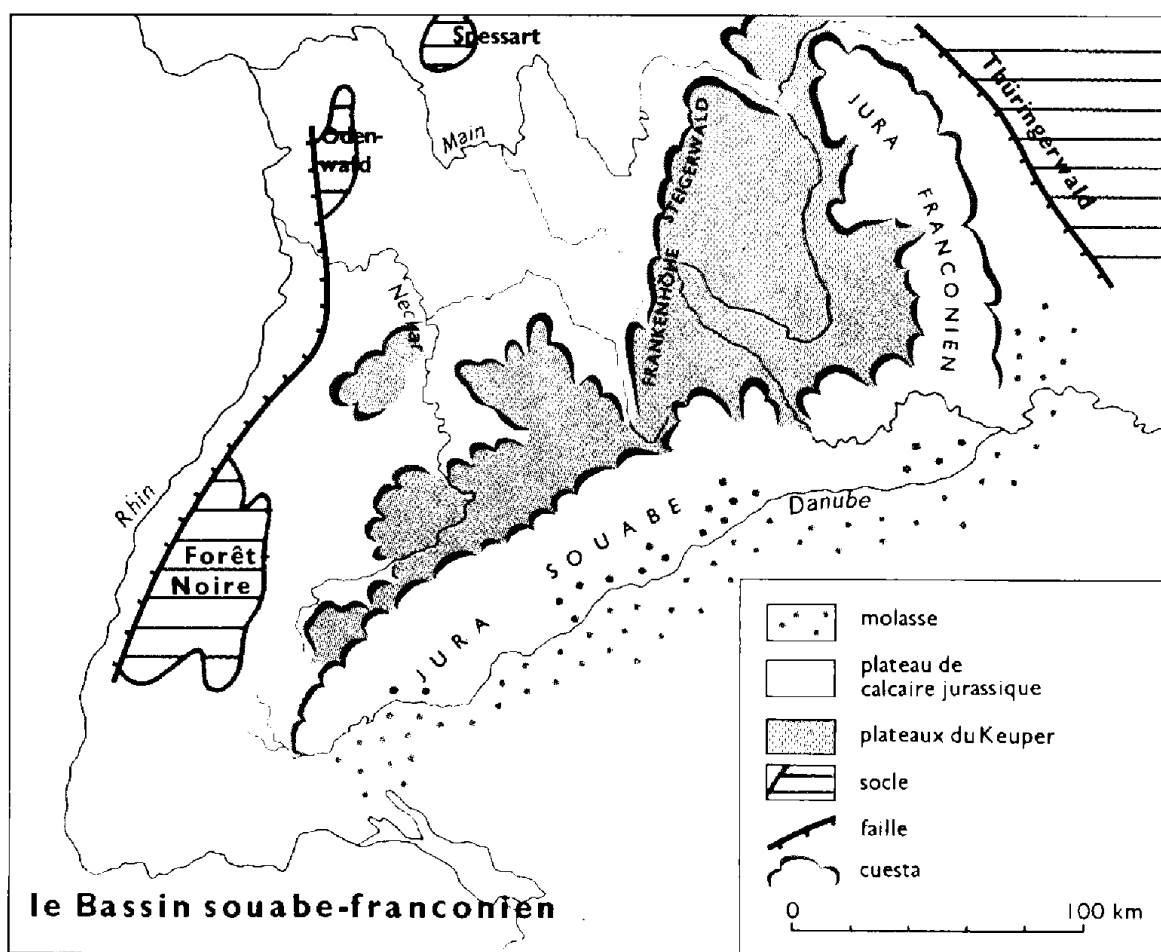 Spessart
Thüringerwald
JURA
FRANCONIEN
Oden-
wald
Main
STEIGERWALD
FRANKENHÖHE
Neckar
Rhin
Forêt
Noire
JURA
SOUABE
Danube
molasse
plateau de
calcaire jurassique
plateaux du Keuper
socle
faille
cuesta
0 100 km
le Bassin souabe-franconien